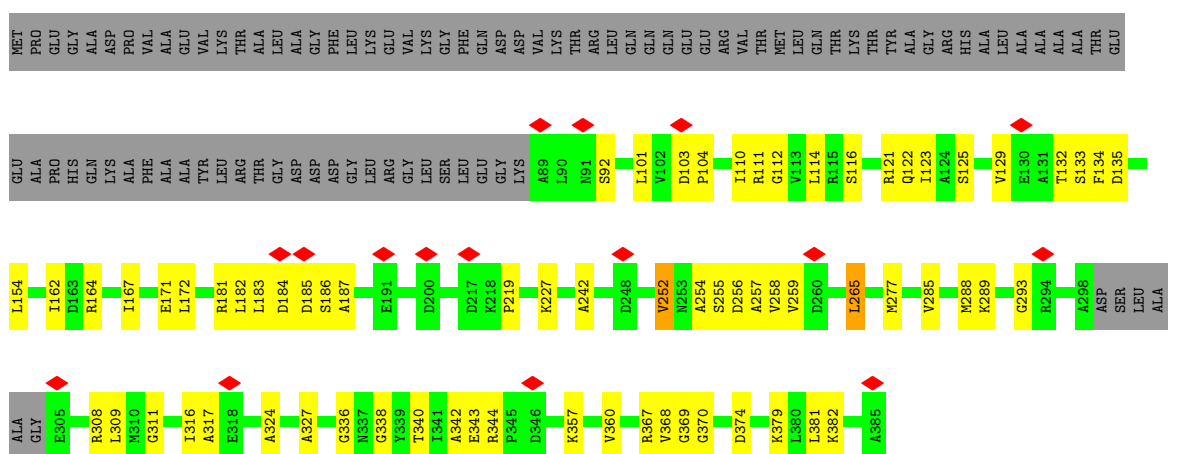 MET PRO GLU GLY ALA ASP PRO VAL ALA GLU VAL LYS THR ALA LEU ALA GLY PHE LEU LYS GLU VAL LYS GLY PHE GLN ASP ASP VAL LYS THR ARG LEU GLN GLN GLN GLU GLU ARG VAL THR MET LEU GLN THR LYS THR TYR ALA GLY ARG HIS ALA LEU ALA ALA ALA ALA THR GLU
GLU ALA PRO HIS GLN LYS ALA PHE ALA ALA TYR LEU ARG THR GLY ASP ASP ASP GLY LEU ARG GLY LEU SER LEU GLU GLY LYS A89 L90 N91 S92 L101 V102 D103 P104 I110 R111 G112 V113 L114 R115 S116 R121 Q122 I123 A124 S125 V129 E130 A131 T132 S133 F134 D135
L154 I162 D163 R164 I167 E171 L172 R181 L182 L183 D184 D185 S186 A187 E191 D200 D217 K218 P219 K227 A242 D248 V252 N253 A254 S255 D256 A257 V258 V259 D260 L265 M277 V285 M288 K289 G293 R294 A298 ASP SER LEU ALA
ALA GLY E305 R308 L309 M310 G311 I316 A317 E318 A324 A327 G336 N337 G338 Y339 T340 I341 A342 E343 R344 P345 D346 K357 V360 R367 V368 G369 G370 D374 K379 L380 L381 K382 A385